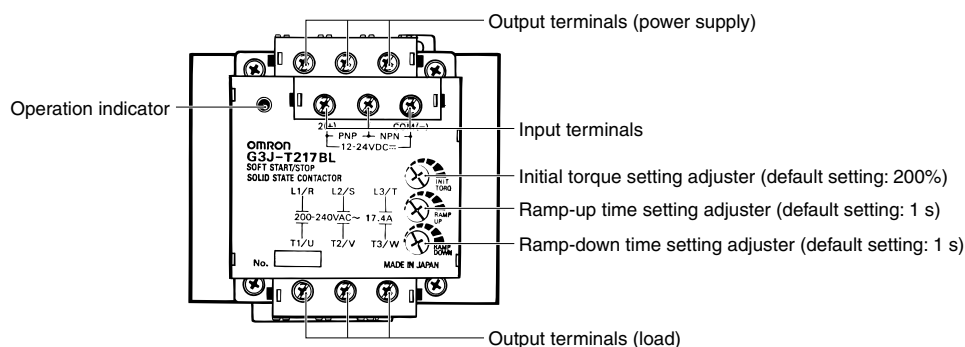 Output terminals (power supply)
Operation indicator
2(+) COM(−)
PNP NPN
12-24VDC⎓
Input terminals
OMRON
G3J-T217BL
SOFT START/STOP
SOLID STATE CONTACTOR
INIT
TORQ
Initial torque setting adjuster (default setting: 200%)
L1/R L2/S L3/T
200-240VAC~ 17.4A
RAMP
UP
Ramp-up time setting adjuster (default setting: 1 s)
T1/U T2/V T3/W
RAMP
DOWN
Ramp-down time setting adjuster (default setting: 1 s)
No.
MADE IN JAPAN
Output terminals (load)